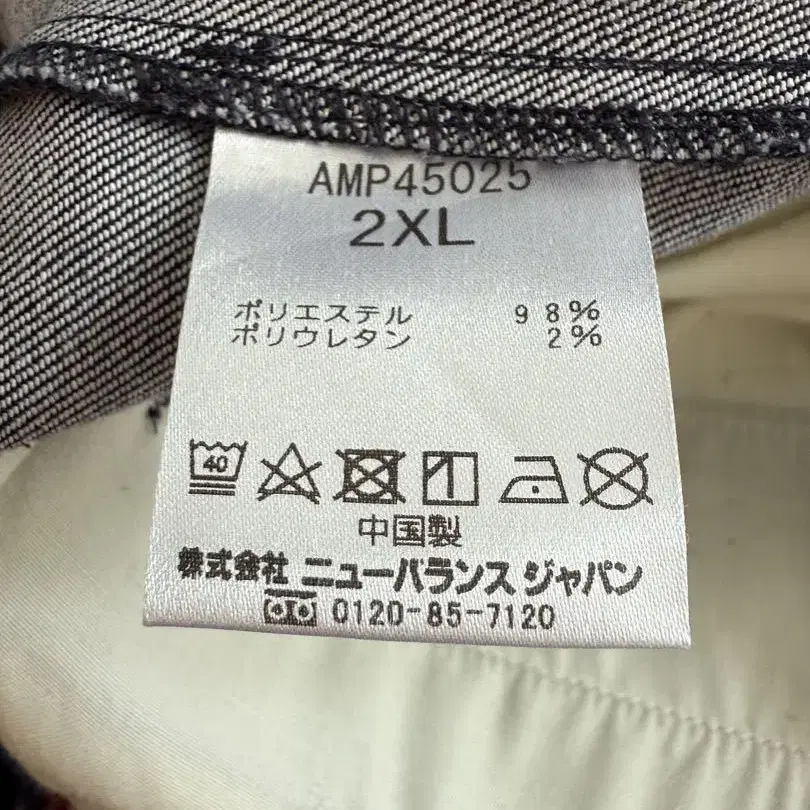 AMP45025
2XL
ポリエステル 98%
ポリウレタン 2%
40
中国製
株式会社 ニューバランス ジャパン
0120-85-7120